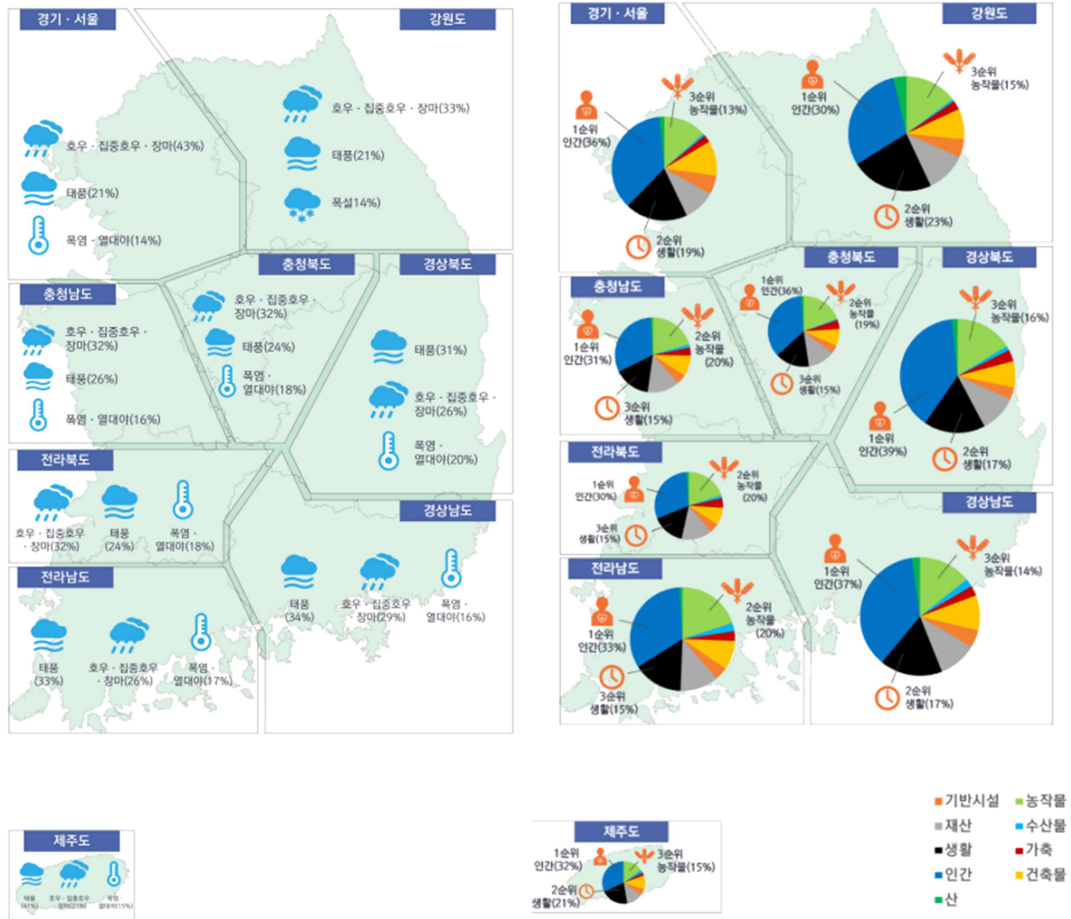 경기 · 서울
강원도
호우 · 집중호우 · 장마(43%)
태풍(21%)
폭염 · 열대야(14%)
호우 · 집중호우 · 장마(33%)
태풍(21%)
폭설14%)
충청남도
호우 · 집중호우 ·
장마(32%)
태풍(26%)
폭염 · 열대야(16%)
충청북도
호우 · 집중호우 ·
장마(32%)
태풍(24%)
폭염 ·
열대야(18%)
경상북도
태풍(31%)
호우 · 집중호우 ·
장마(26%)
폭염 ·
열대야(20%)
전라북도
호우 · 집중호우
· 장마(32%)
태풍
(24%)
폭염 ·
열대야(18%)
경상남도
태풍
(34%)
호우 · 집중호우
장마(29%)
폭염 ·
열대야(16%)
전라남도
태풍
(33%)
호우 · 집중호우
· 장마(26%)
폭염 ·
열대야(17%)
제주도
태풍
(41%)
호우 · 집중호우
폭염 ·
경기 · 서울
1순위
인간(36%)
3순위
농작물(13%)
2순위
생활(19%)
강원도
1순위
인간(30%)
3순위
농작물(15%)
2순위
생활(23%)
충청남도
1순위
인간(31%)
2순위
농작물
(20%)
3순위
생활(15%)
충청북도
1순위
인간(36%)
2순위
농작물
(19%)
3순위
생활(15%)
경상북도
3순위
농작물(16%)
1순위
인간(39%)
2순위
생활(17%)
전라북도
1순위
인간(30%)
2순위
농작물
(20%)
3순위
생활(15%)
경상남도
1순위
인간(37%)
3순위
농작물(14%)
2순위
생활(17%)
전라남도
1순위
인간(33%)
2순위
농작물
(20%)
3순위
생활(15%)
제주도
1순위
인간(32%)
3순위
농작물(15%)
2순위
생활(21%)
기반시설
농작물
재산
수산물
생활
가축
인간
건축물
산